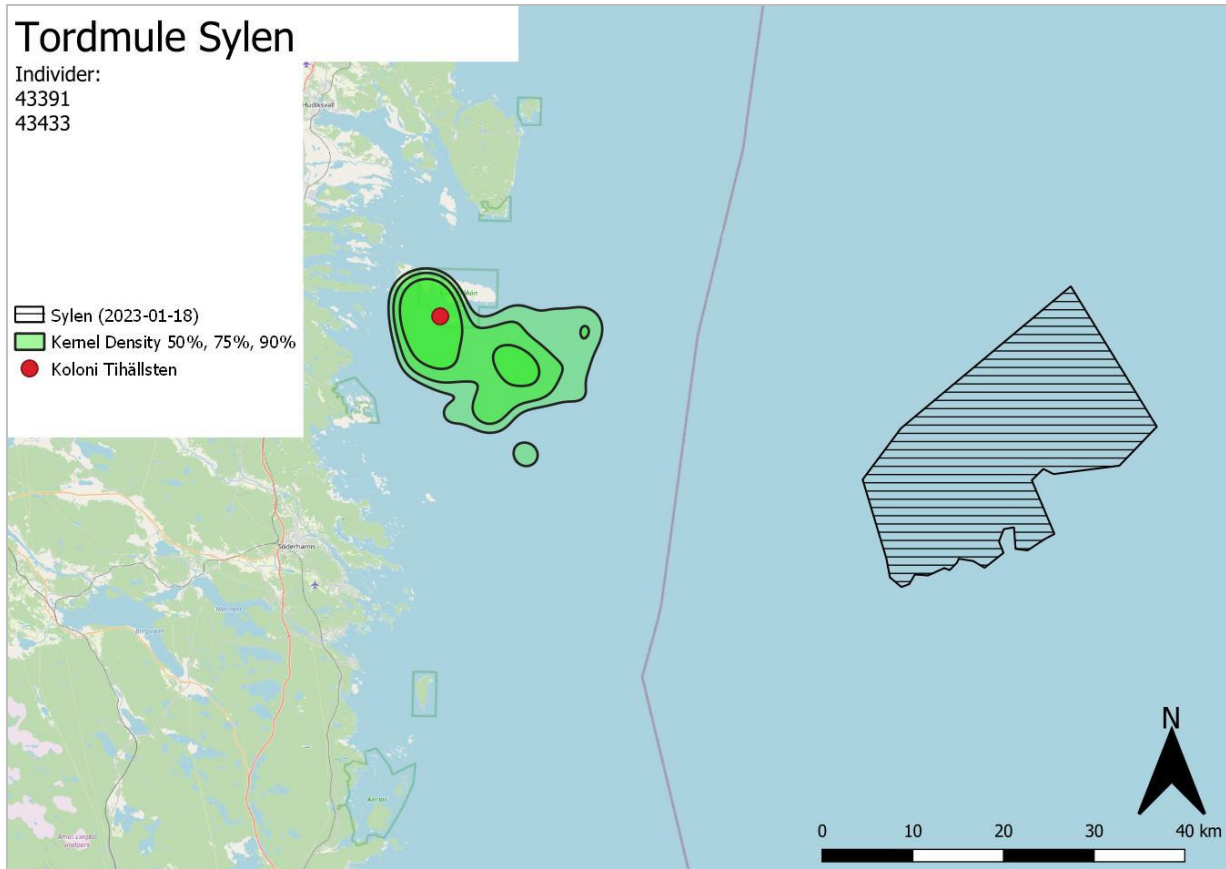 Tordmule Sylen
Individer:
43391
43433
Hudiksvall
Sylen (2023-01-18)
Kernel Density 50%, 75%, 90%
Koloni Tihällsten
Söderhamn
Bergviken
N
0 10 20 30 40 km